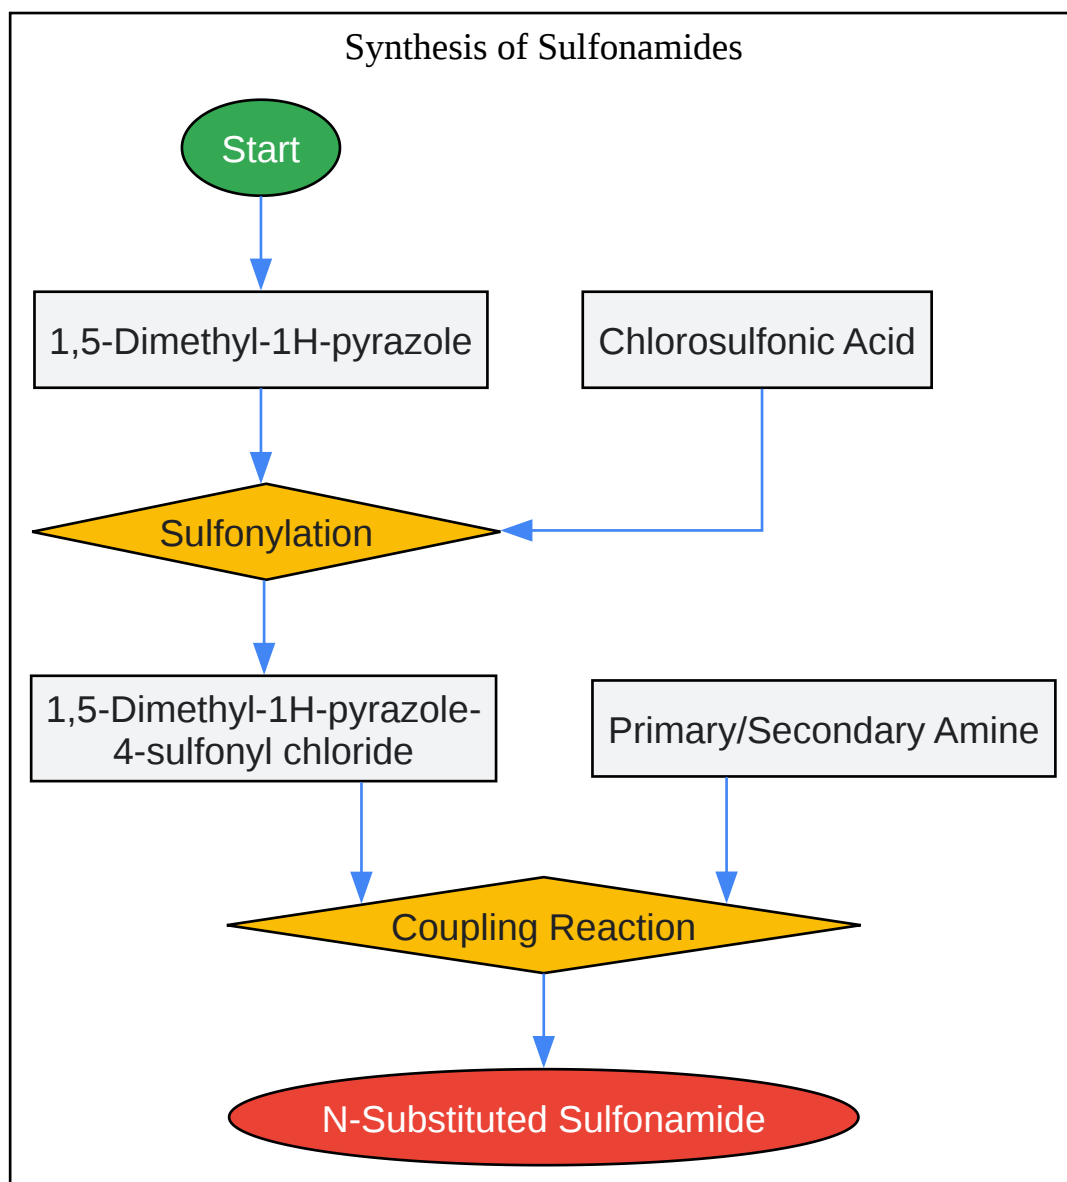 Synthesis of Sulfonamides
Start
1,5-Dimethyl-1H-pyrazole
Chlorosulfonic Acid
Sulfonylation
1,5-Dimethyl-1H-pyrazole-
4-sulfonyl chloride
Primary/Secondary Amine
Coupling Reaction
N-Substituted Sulfonamide